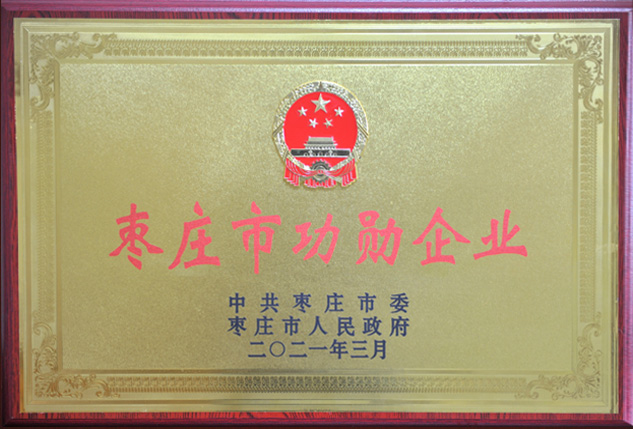 枣庄市功勋企业
中共枣庄市委
枣庄市人民政府
二〇二一年三月